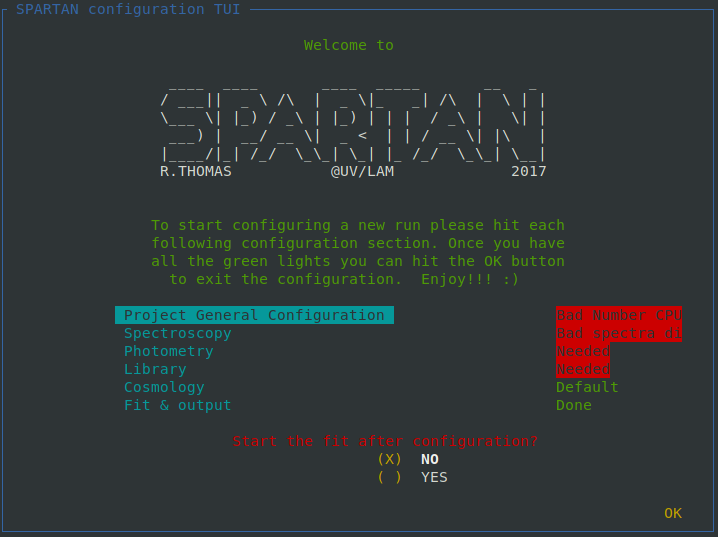 SPARTAN configuration TUI
Welcome to
SPARTAN
R.THOMAS @UV/LAM 2017
To start configuring a new run please hit each
following configuration section. Once you have
all the green lights you can hit the OK button
to exit the configuration. Enjoy!!! :)
Project General Configuration Bad Number CPU
Spectroscopy Bad spectra di
Photometry Needed
Library Needed
Cosmology Default
Fit & output Done
Start the fit after configuration?
(X) NO
( ) YES
OK